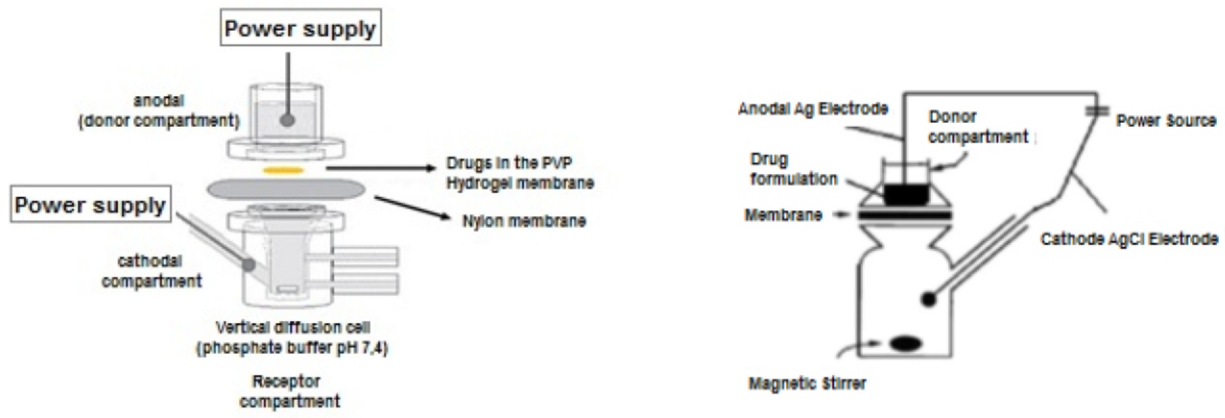 Power supply
anodal
(donor compartment)
Drugs in the PVP
Hydrogel membrane
Power supply
Nylon membrane
cathodal
compartment
Vertical diffusion cell
(phosphate buffer pH 7,4)
Receptor
compartment
Anodal Ag Electrode
Donor
compartment
Power Source
Drug
formulation
Membrane
Cathode AgCl Electrode
Magnetic Stirrer